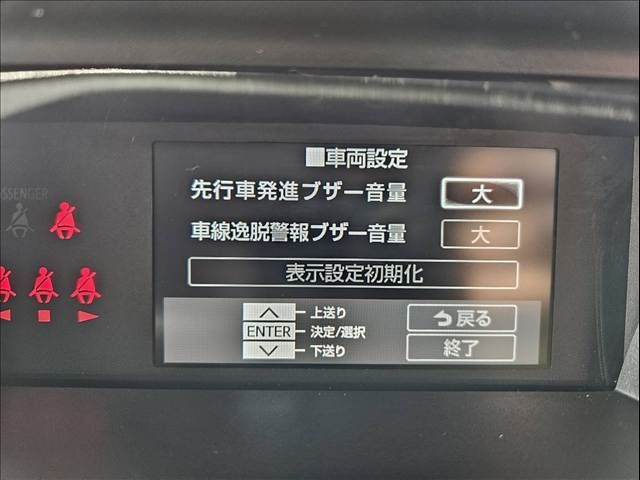 ■車両設定
先行車発進ブザー音量 大
車線逸脱警報ブザー音量 大
表示設定初期化
上送り
戻る
ENTER 決定/選択
下送り
終了